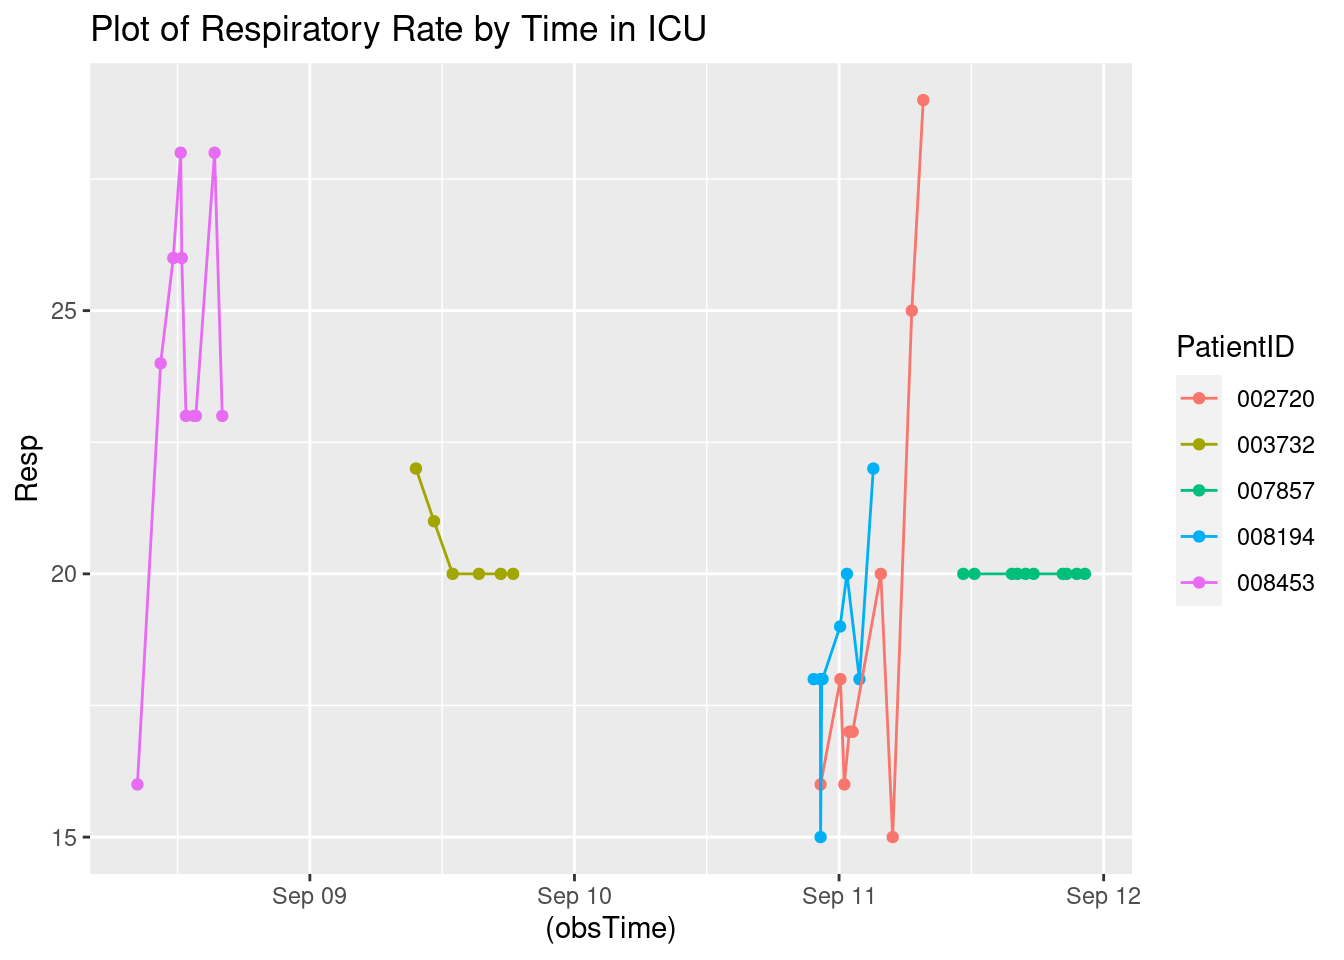 Plot of Respiratory Rate by Time in ICU
Resp
25
20
15
Sep 09
Sep 10
Sep 11
Sep 12
(obsTime)
PatientID
002720
003732
007857
008194
008453